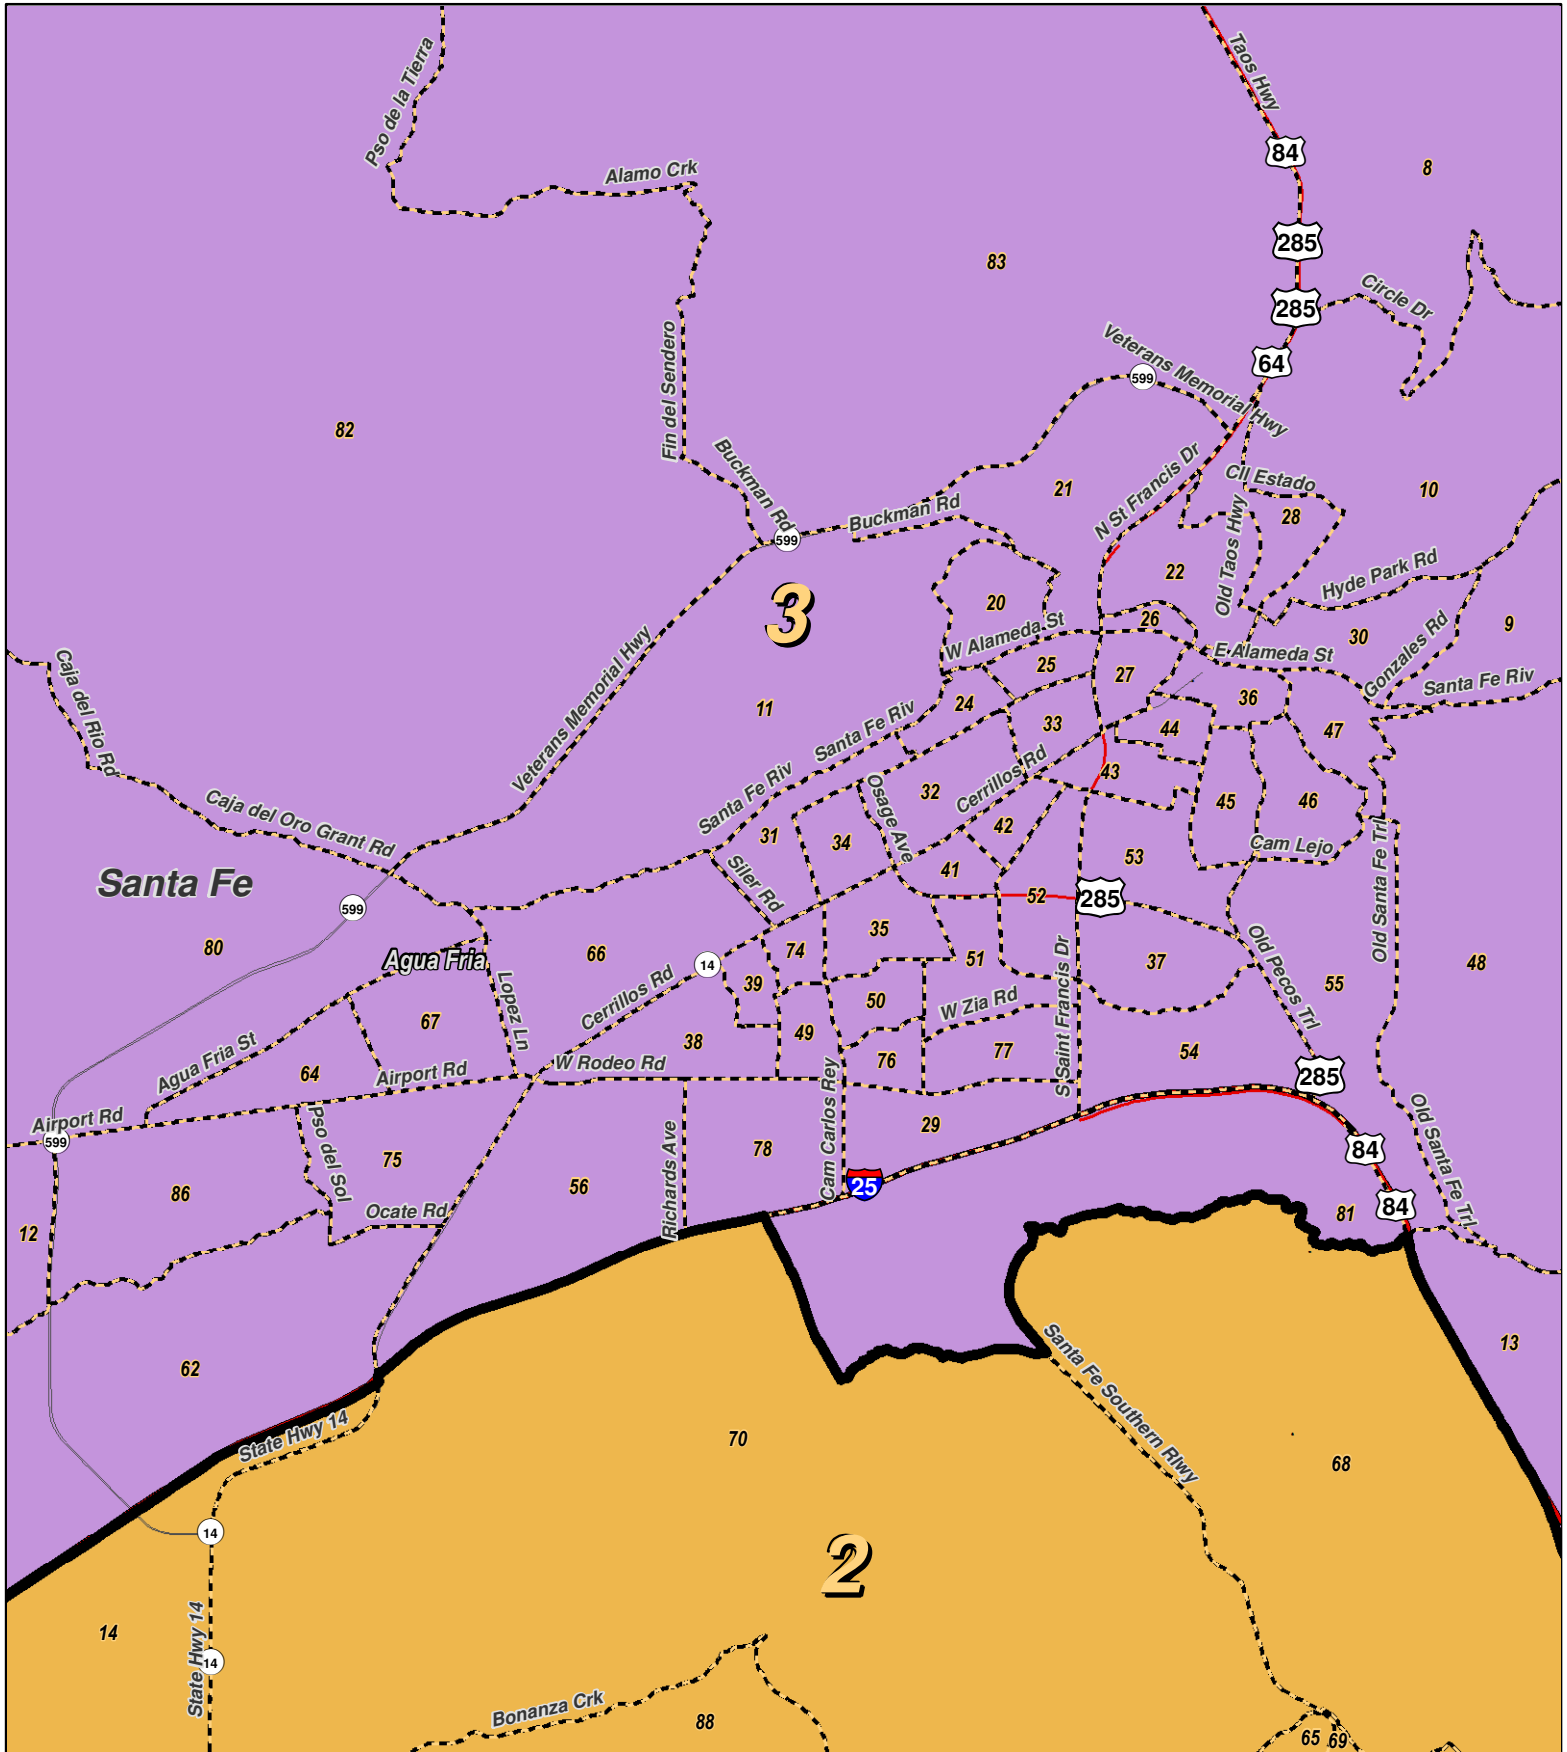 Pso de la Tierra
Taos Hwy
84
8
Alamo Crk
285
83
Circle Dr
285
Fin del Sendero
Veterans Memorial Hwy
64
599
82
Buckman Rd
N St Francis Dr
Cll Estado
21
10
28
Buckman Rd
599
Old Taos Hwy
22
Hyde Park Rd
3
20
26
W Alameda St
30
9
Gonzales Rd
E Alameda St
Caja del Rio Rd
Veterans Memorial Hwy
25
27
Santa Fe Riv
36
11
24
Santa Fe Riv
33
44
47
Cerrillos Rd
43
Santa Fe Riv
Osage Ave
32
45
46
Caja del Oro Grant Rd
31
34
42
Cam Lejo
Old Santa Fe Trl
53
Santa Fe
Siler Rd
41
52
285
599
80
Agua Fria
66
35
Old Pecos Trl
74
51
37
48
14
Lopez Ln
Cerrillos Rd
39
50
W Zia Rd
S Saint Francis Dr
55
67
49
Agua Fria St
38
76
77
54
64
Airport Rd
W Rodeo Rd
Cam Carlos Rey
285
Airport Rd
599
Pso del Sol
Richards Ave
29
Old Santa Fe Trl
75
78
84
86
56
25
84
Ocate Rd
81
12
Santa Fe Southern Rlwy
13
62
State Hwy 14
70
68
14
2
14
State Hwy 14
14
Bonanza Crk
88
65
69